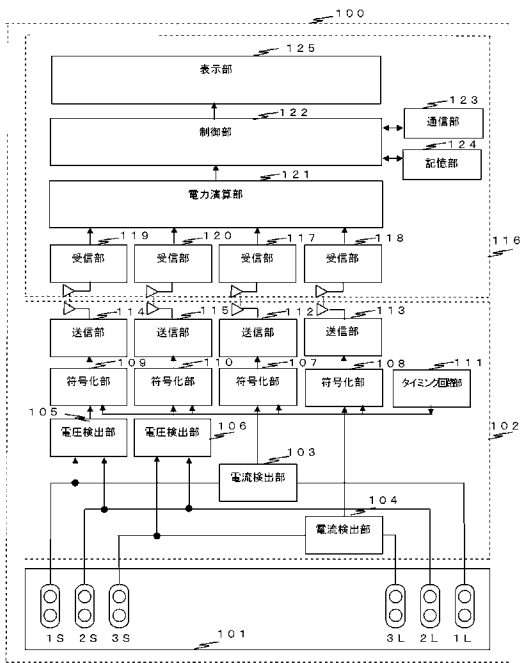 100
125
表示部
122
制御部
123
通信部
124
記憶部
121
電力演算部
119
120
117
118
受信部
受信部
受信部
受信部
116
114
115
112
113
送信部
送信部
送信部
送信部
109
110
107
108
111
符号化部
符号化部
符号化部
符号化部
タイミング回路部
105
106
電圧検出部
電圧検出部
102
103
電流検出部
104
電流検出部
1S
2S
3S
3L
2L
1L
101